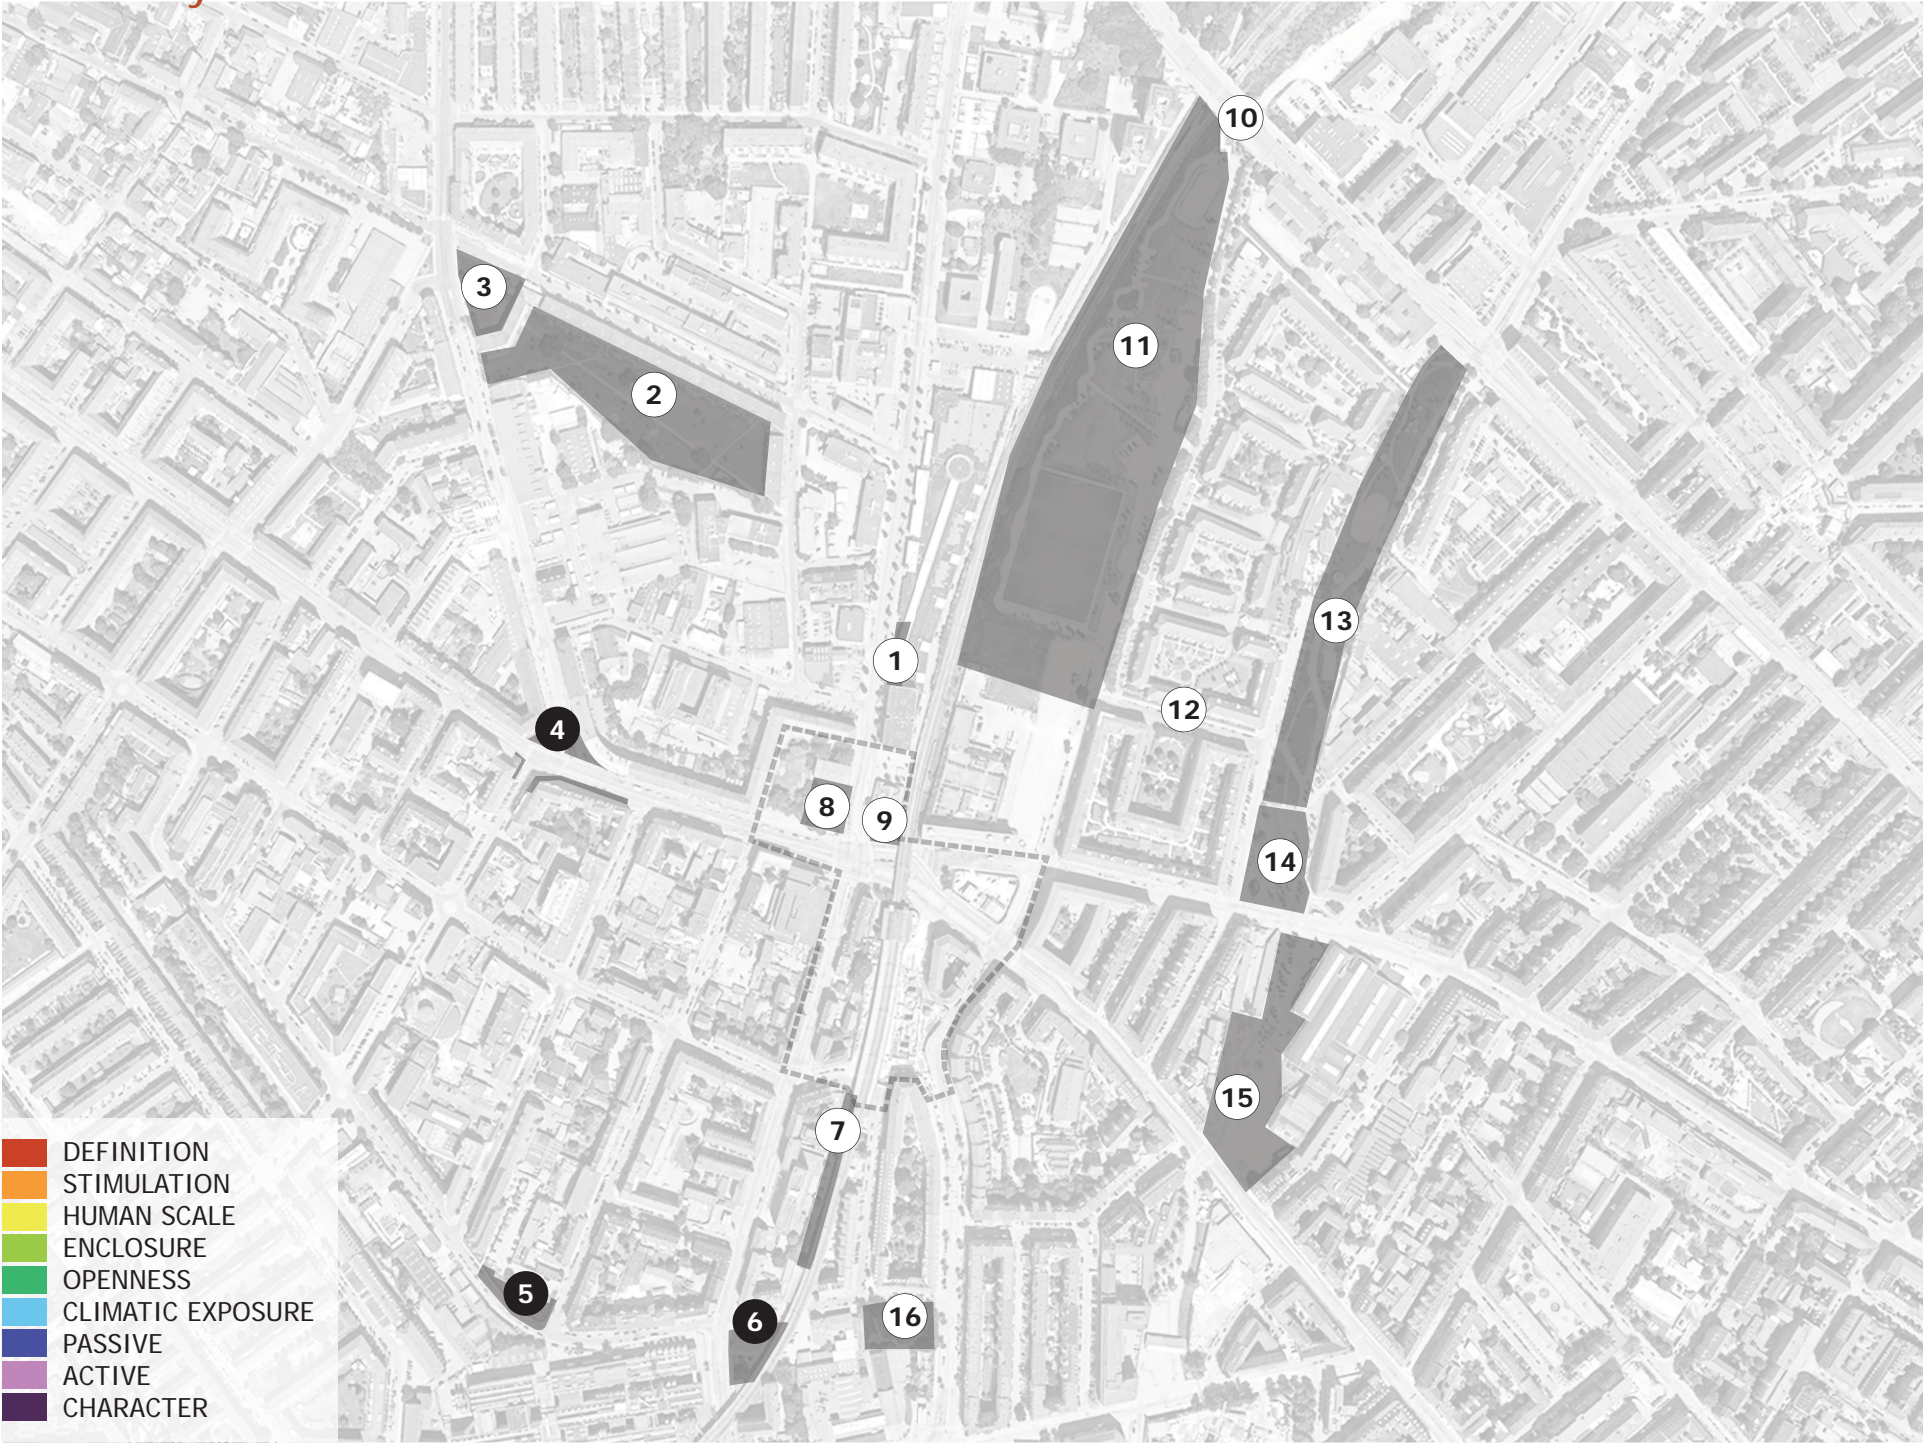 10
3
11
2
13
1
12
4
8
9
14
15
7
5
6
16
DEFINITION
STIMULATION
HUMAN SCALE
ENCLOSURE
OPENNESS
CLIMATIC EXPOSURE
PASSIVE
ACTIVE
CHARACTER